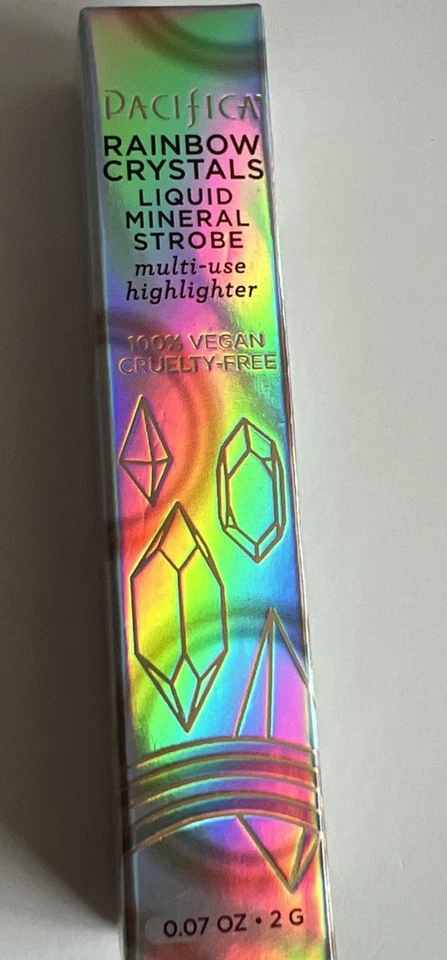 PACIFICA
RAINBOW
CRYSTALS
LIQUID
MINERAL
STROBE
multi-use
highlighter
100% VEGAN
CRUELTY-FREE
0.07 OZ • 2 G